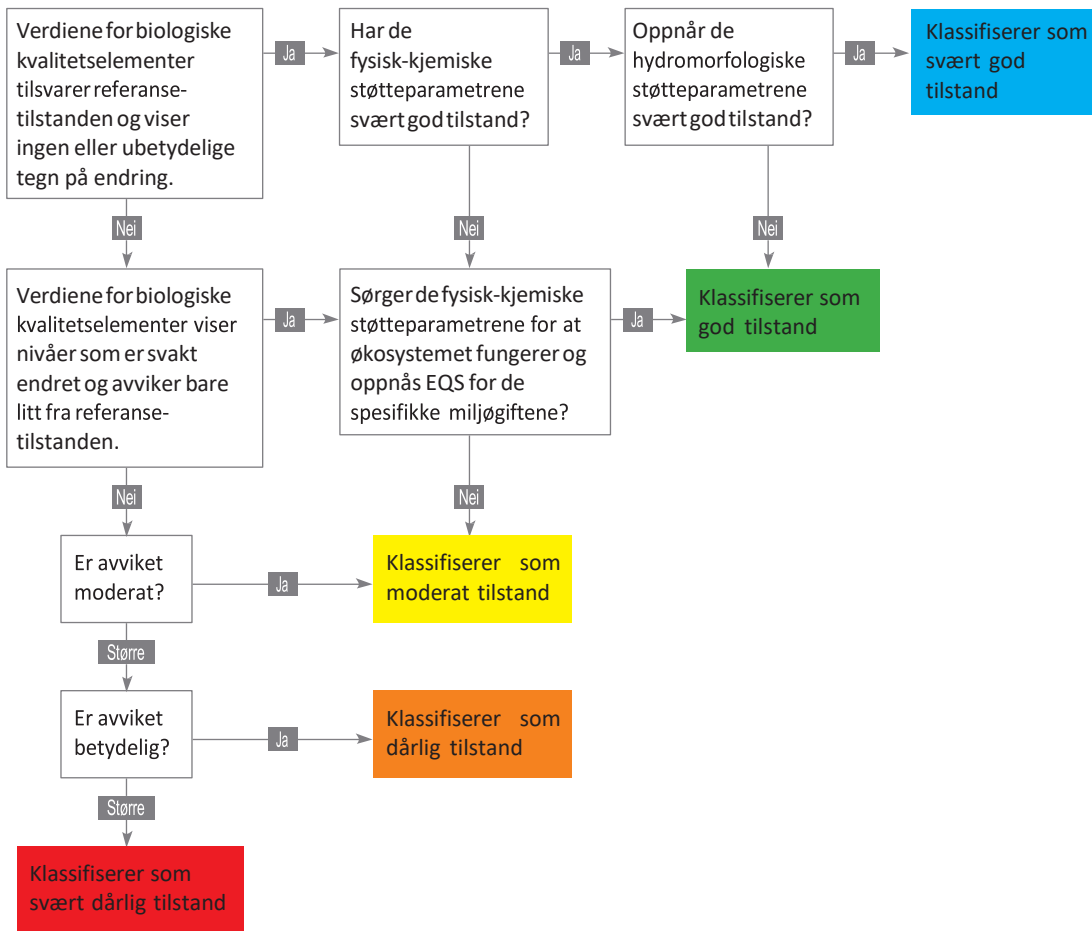 Verdiene for biologiske
kvalitetselementer
tilsvarer referanse-
tilstanden og viser
ingen eller ubetydelige
tegn på endring.
Ja
Har de
fysisk-kjemiske
støtteparametrene
svært god tilstand?
Ja
Oppnår de
hydromorfologiske
støtteparametrene
svært god tilstand?
Ja
Klassifiserer som
svært god
tilstand
Nei
Nei
Nei
Verdiene for biologiske
kvalitetselementer viser
nivåer som er svakt
endret og avviker bare
litt fra referanse-
tilstanden.
Ja
Sørger de fysisk-kjemiske
støtteparametrene for at
økosystemet fungerer og
oppnås EQS for de
spesifikke miljøgiftene?
Ja
Klassifiserer som
god tilstand
Nei
Nei
Er avviket
moderat?
Ja
Klassifiserer som
moderat tilstand
Større
Er avviket
betydelig?
Ja
Klassifiserer som
dårlig tilstand
Større
Klassifiserer som
svært dårlig tilstand